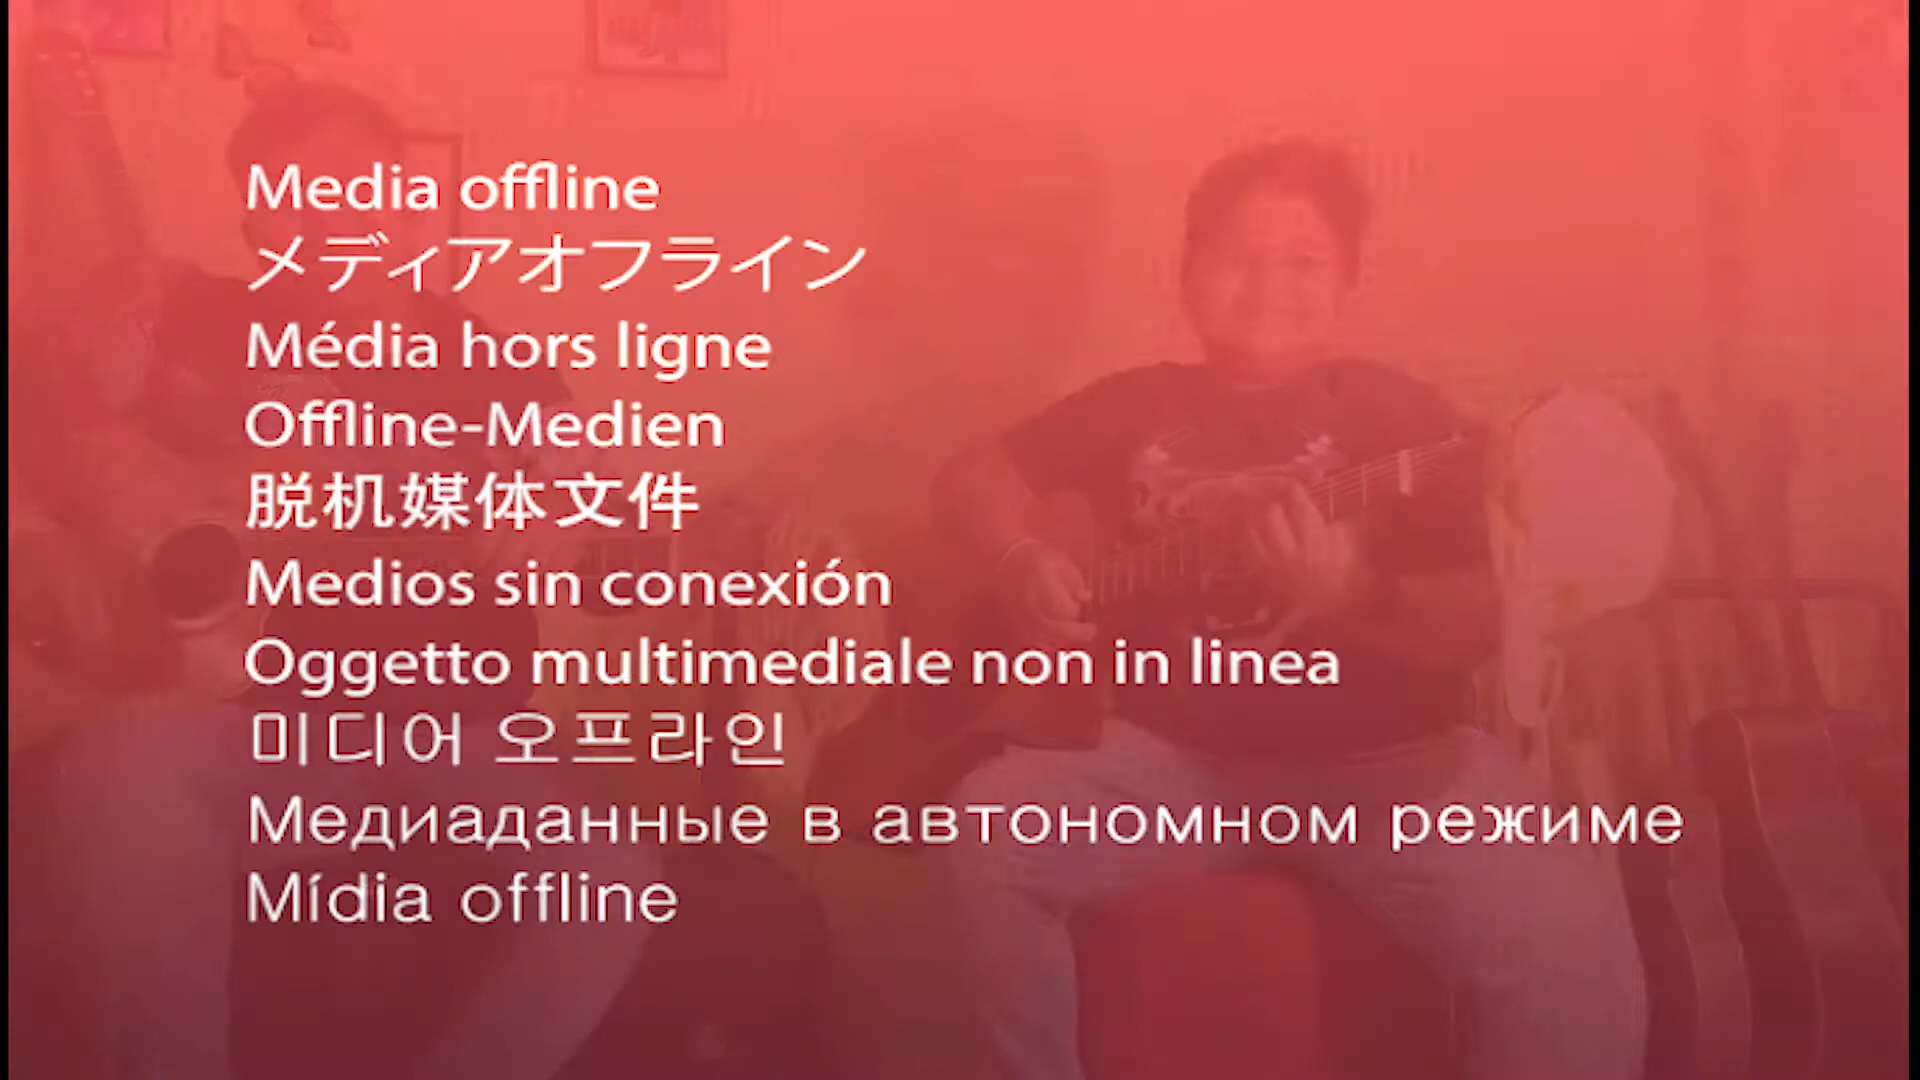 Media offline
メディアオフライン
Média hors ligne
Offline-Medien
脱机媒体文件
Medios sin conexión
Oggetto multimediale non in linea
미디어 오프라인
Медиаданные в автономном режиме
Mídia offline